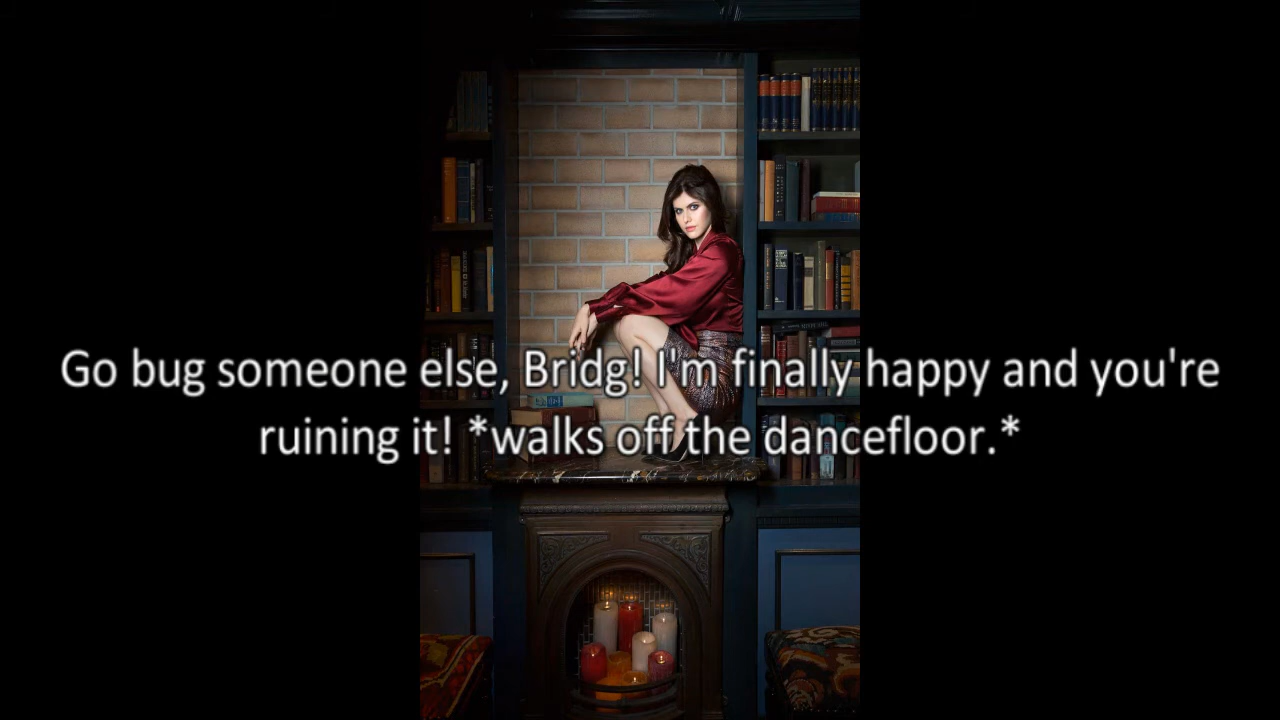 Go bug someone else, Bridg! I'm finally happy and you're
ruining it! *walks off the dancefloor.*